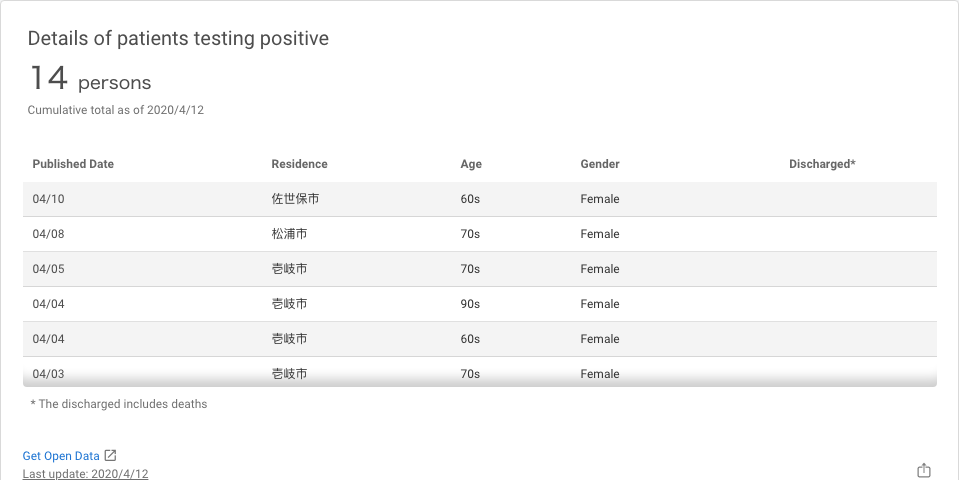 Details of patients testing positive
14 persons
Cumulative total as of 2020/4/12
Published Date Residence Age Gender Discharged*
04/10 佐世保市 60s Female
04/08 松浦市 70s Female
04/05 壱岐市 70s Female
04/04 壱岐市 90s Female
04/04 壱岐市 60s Female
04/03 壱岐市 70s Female
* The discharged includes deaths
Get Open Data
Last update: 2020/4/12